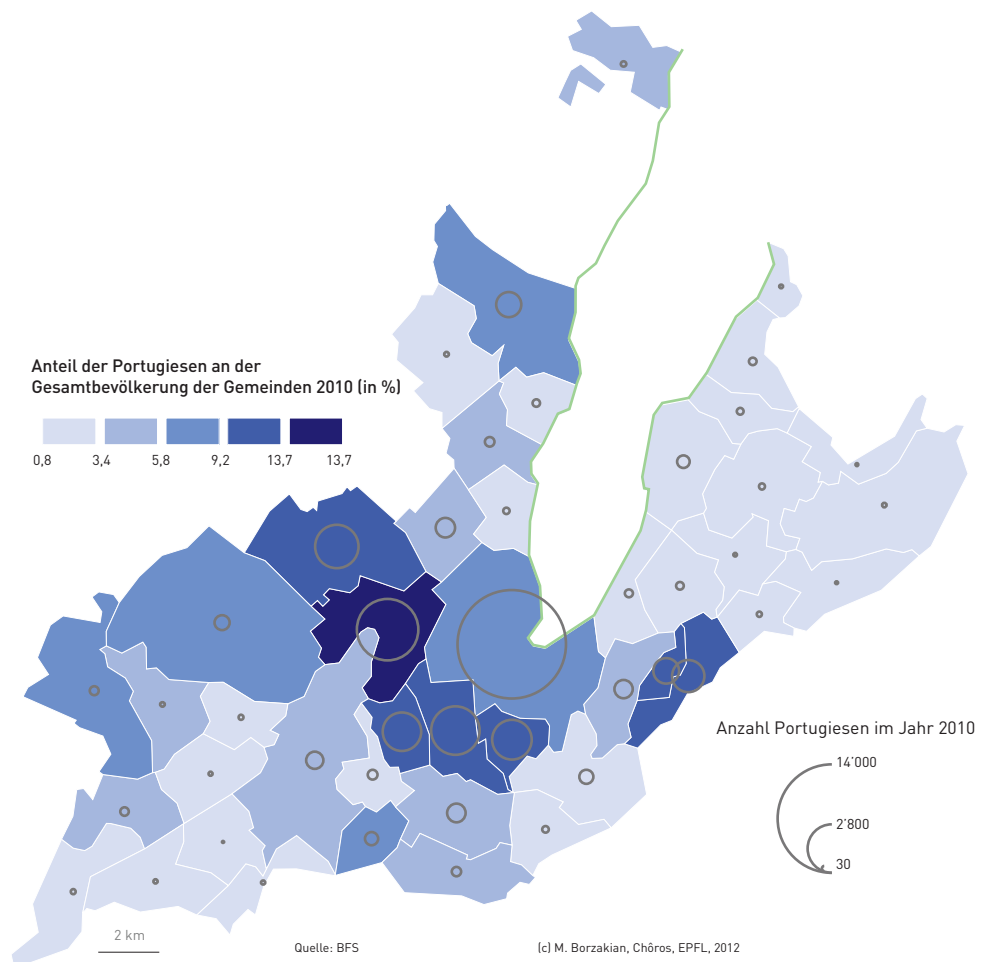 Anteil der Portugiesen an der
Gesamtbevölkerung der Gemeinden 2010 (in %)
0,8 3,4 5,8 9,2 13,7 13,7
Anzahl Portugiesen im Jahr 2010
14'000
2'800
30
2 km
Quelle: BFS
(c) M. Borzakian, Chôros, EPFL, 2012